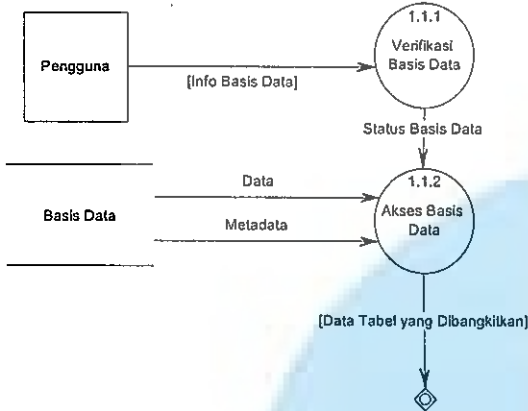 1.1.1
Verifikasi
Basis Data
Pengguna
[Info Basis Data]
Status Basis Data
Data
1.1.2
Akses Basis
Data
Basis Data
Metadata
[Data Tabel yang Dibangkitkan]